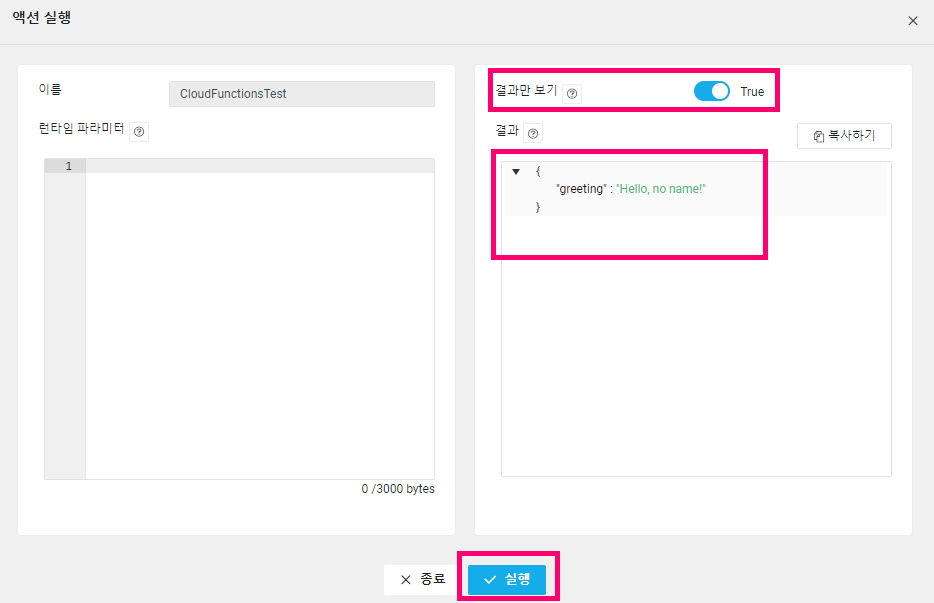 액션 실행
이름
CloudFunctionsTest
런타임 파라미터
1
0 /3000 bytes
결과만 보기
True
결과
복사하기
{
"greeting" : "Hello, no name!"
}
종료
실행